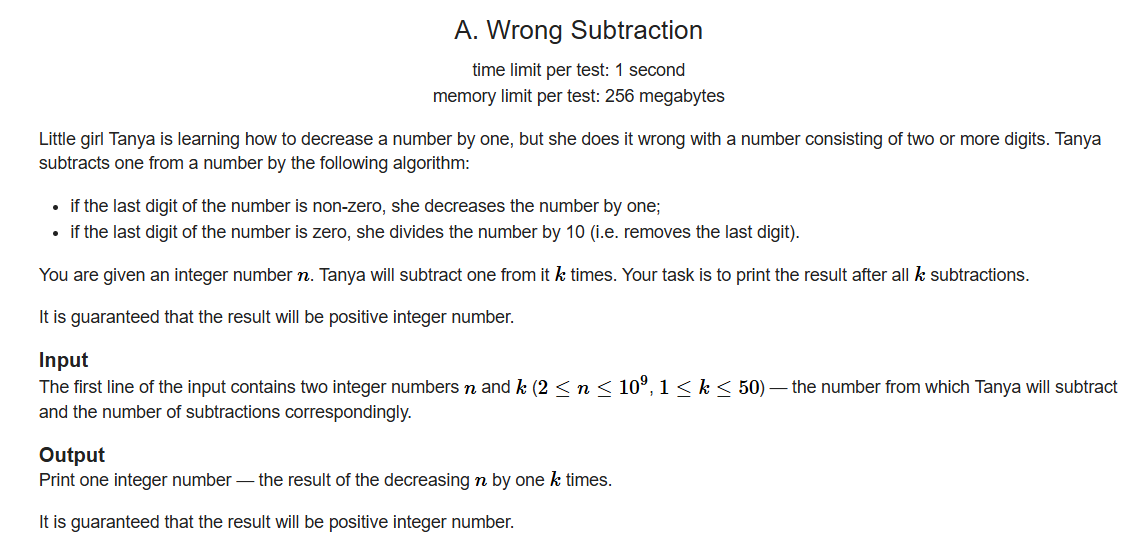 A. Wrong Subtraction
time limit per test: 1 second
memory limit per test: 256 megabytes
Little girl Tanya is learning how to decrease a number by one, but she does it wrong with a number consisting of two or more digits. Tanya
subtracts one from a number by the following algorithm:
• if the last digit of the number is non-zero, she decreases the number by one;
• if the last digit of the number is zero, she divides the number by 10 (i.e. removes the last digit).
You are given an integer number n. Tanya will subtract one from it k times. Your task is to print the result after all k subtractions.
It is guaranteed that the result will be positive integer number.
Input
The first line of the input contains two integer numbers n and k (2 ≤ n ≤ 10⁹, 1 ≤ k ≤ 50) — the number from which Tanya will subtract
and the number of subtractions correspondingly.
Output
Print one integer number — the result of the decreasing n by one k times.
It is guaranteed that the result will be positive integer number.